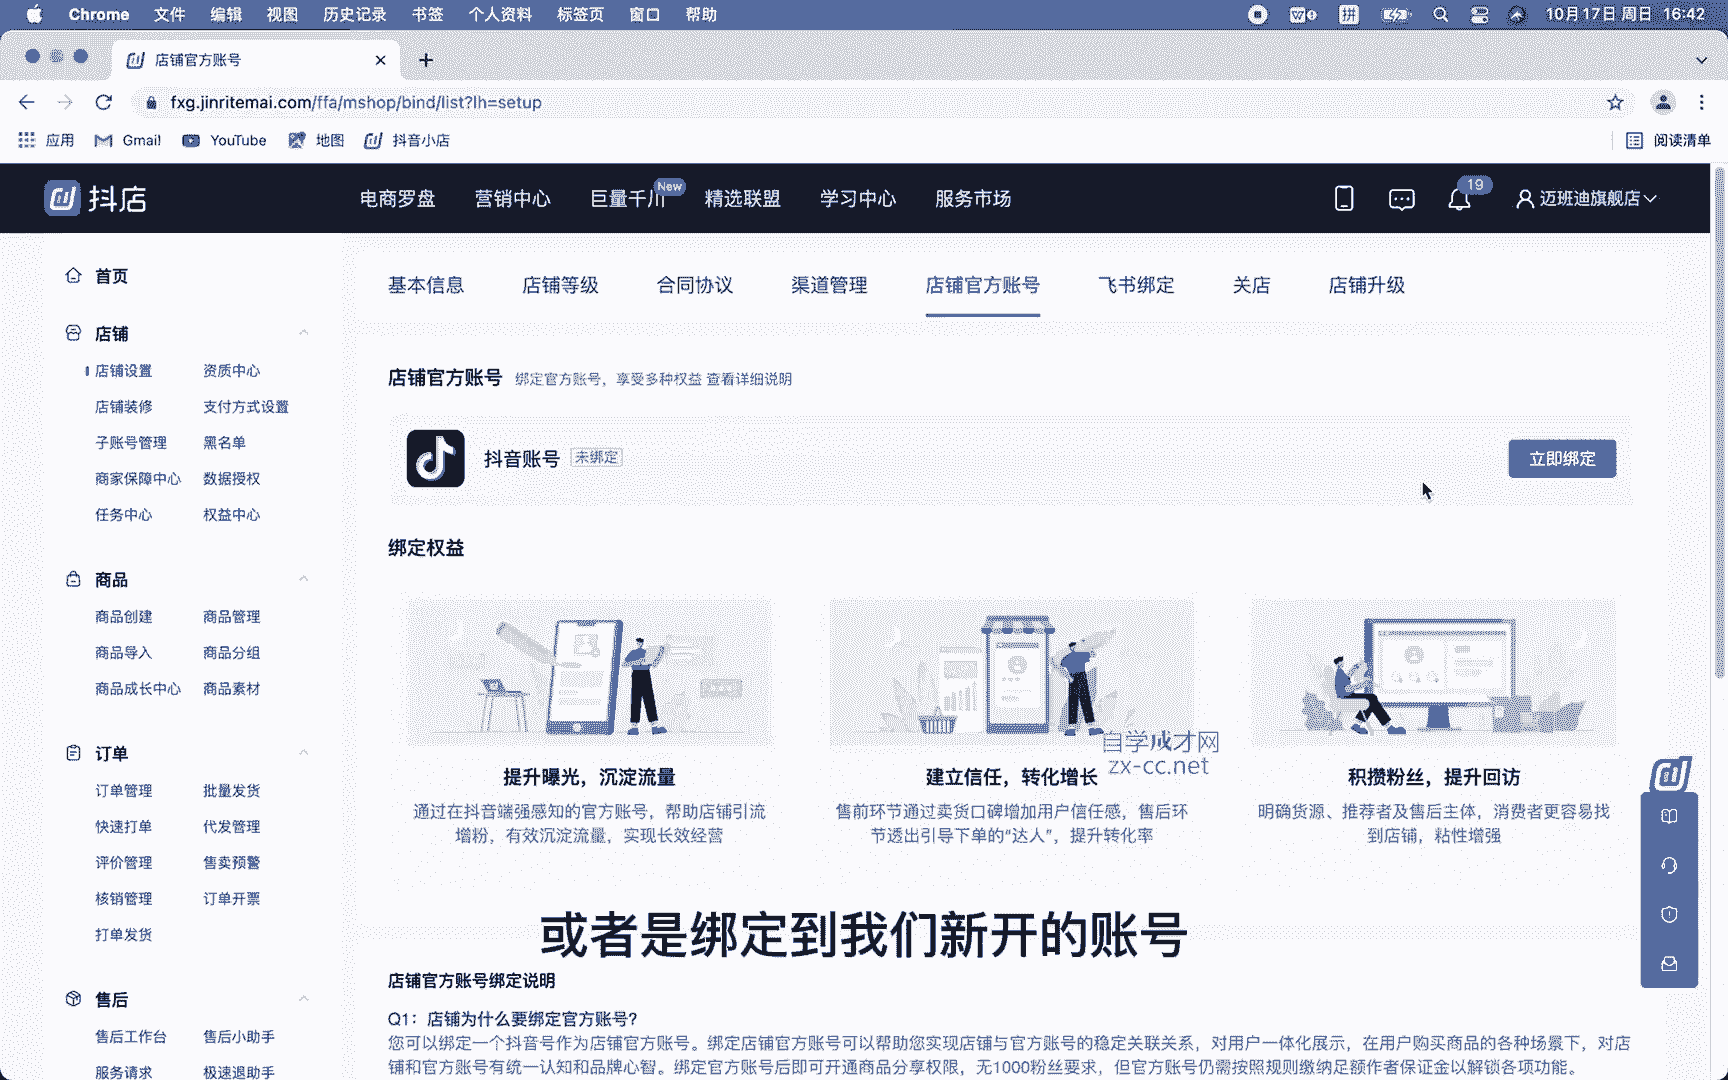 Chrome 文件 编辑 视图 历史记录 书签 个人资料 标签页 窗口 帮助 拼 10月17日 周日 16:42
店铺官方账号
fxg.jinritemai.com/ffa/mshop/bind/list?lh=setup
应用 Gmail YouTube 地图 抖音小店 阅读清单
抖店 电商罗盘 营销中心 巨量千川 New 精选联盟 学习中心 服务市场 19 迈班迪旗舰店
首页
店铺
店铺设置 资质中心
店铺装修 支付方式设置
子账号管理 黑名单
商家保障中心 数据授权
任务中心 权益中心
商品
商品创建 商品管理
商品导入 商品分组
商品成长中心 商品素材
订单
订单管理 批量发货
快速打单 代发管理
评价管理 售卖预警
核销管理 订单开票
打单发货
售后
售后工作台 售后小助手
服务请求 极速退助手
基本信息 店铺等级 合同协议 渠道管理 店铺官方账号 飞书绑定 关店 店铺升级
店铺官方账号 绑定官方账号，享受多种权益 查看详细说明
抖音账号 未绑定 立即绑定
绑定权益
提升曝光，沉淀流量
通过在抖音端强感知的官方账号，帮助店铺引流
增粉，有效沉淀流量，实现长效经营
建立信任，转化增长
售前环节通过卖货口碑增加用户信任感，售后环
节透出引导下单的“达人”，提升转化率
积攒粉丝，提升回访
明确货源、推荐者及售后主体，消费者更容易找
到店铺，粘性增强
自学成才网
zx-cc.net
或者是绑定到我们新开的账号
店铺官方账号绑定说明
Q1：店铺为什么要绑定官方账号?
您可以绑定一个抖音号作为店铺官方账号。绑定店铺官方账号可以帮助您实现店铺与官方账号的稳定关联关系，对用户一体化展示，在用户购买商品的各种场景下，对店
铺和官方账号有统一认知和品牌心智。绑定官方账号后即可开通商品分享权限，无1000粉丝要求，但官方账号仍需按照规则缴纳足额作者保证金以解锁各项功能。